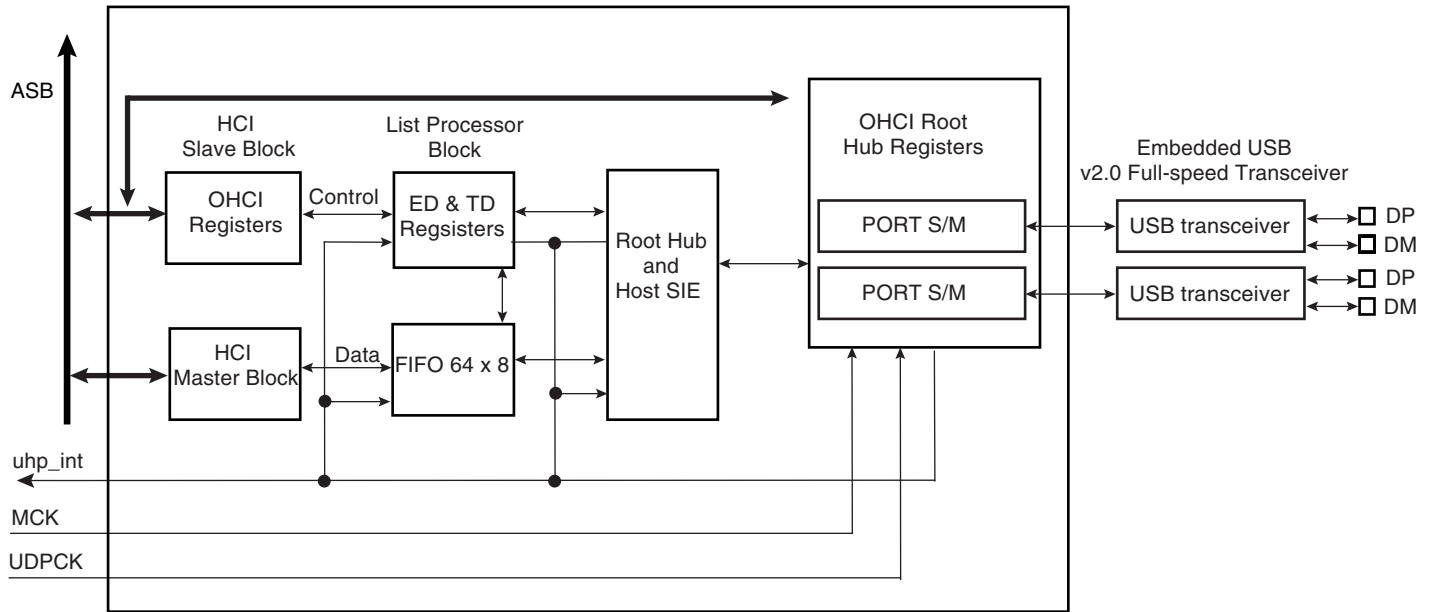 ASB
HCI
Slave Block
OHCI
Registers
Control
List Processor
Block
ED & TD
Regsisters
Root Hub
and
Host SIE
OHCI Root
Hub Registers
PORT S/M
PORT S/M
Embedded USB
v2.0 Full-speed Transceiver
USB transceiver
USB transceiver
DP
DM
DP
DM
HCI
Master Block
Data
FIFO 64 x 8
uhp_int
MCK
UDPCK